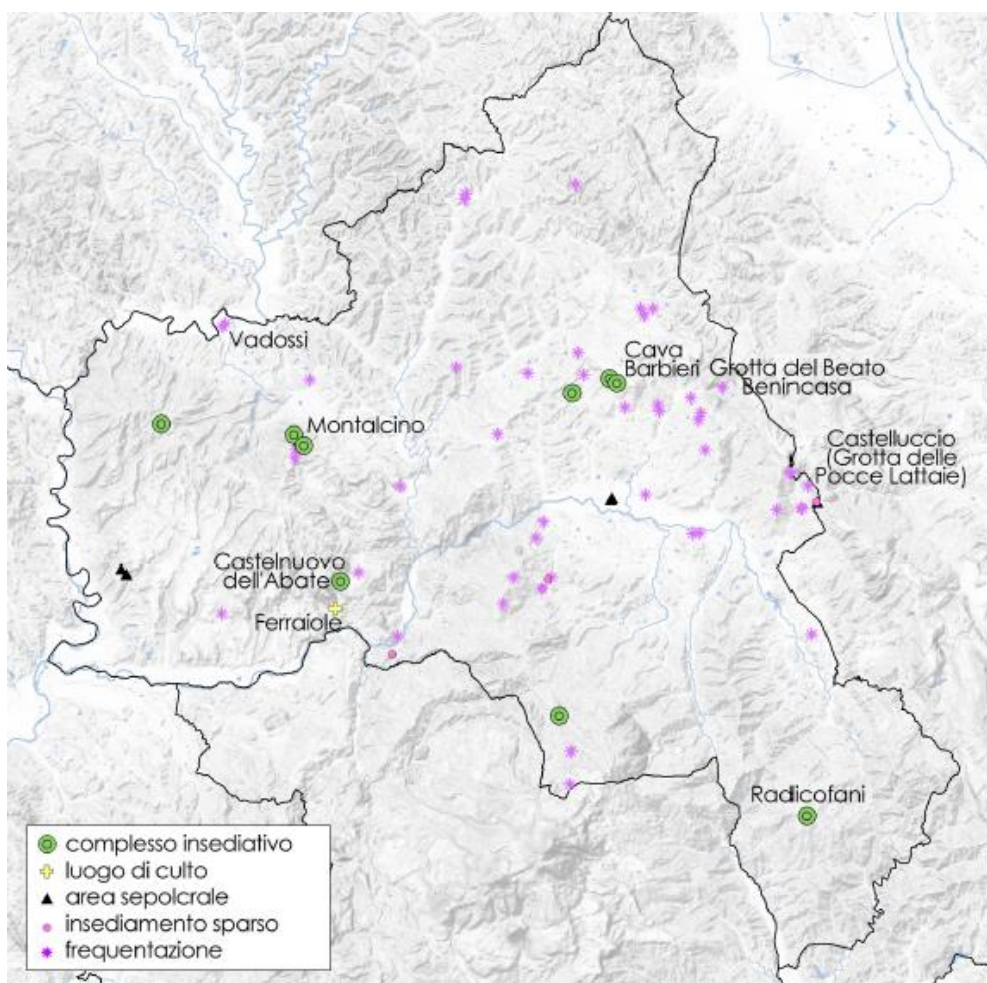 Vadossi
Cava
Barbieri
Grotta del Beato
Benincasa
Montalcino
Castelluccio
(Grotta delle
Pocce Lattaie)
Castelnuovo
dell'Abate
Ferraiole
Radicofani
complesso insediativo
luogo di culto
area sepolcrale
insediamento sparso
frequentazione